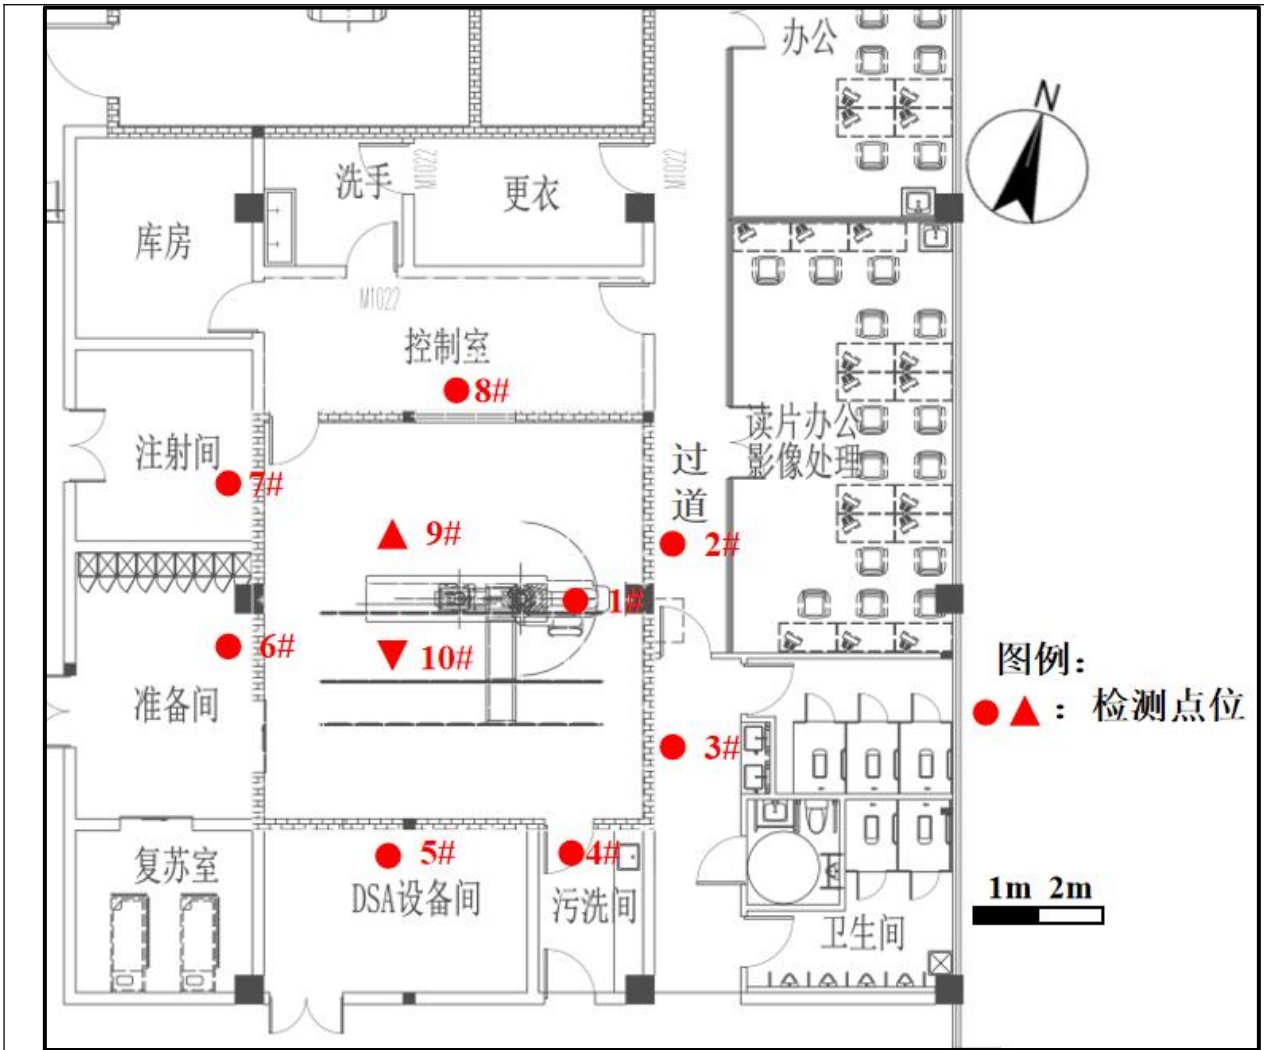 办公
N
洗手
M1022
更衣
M1022
库房
M1022
控制室
8#
注射间
7#
过道
读片办公
影像处理
9#
2#
1#
6#
10#
图例：
●▲：检测点位
准备间
3#
复苏室
5#
4#
DSA设备间
污洗间
1m 2m
卫生间